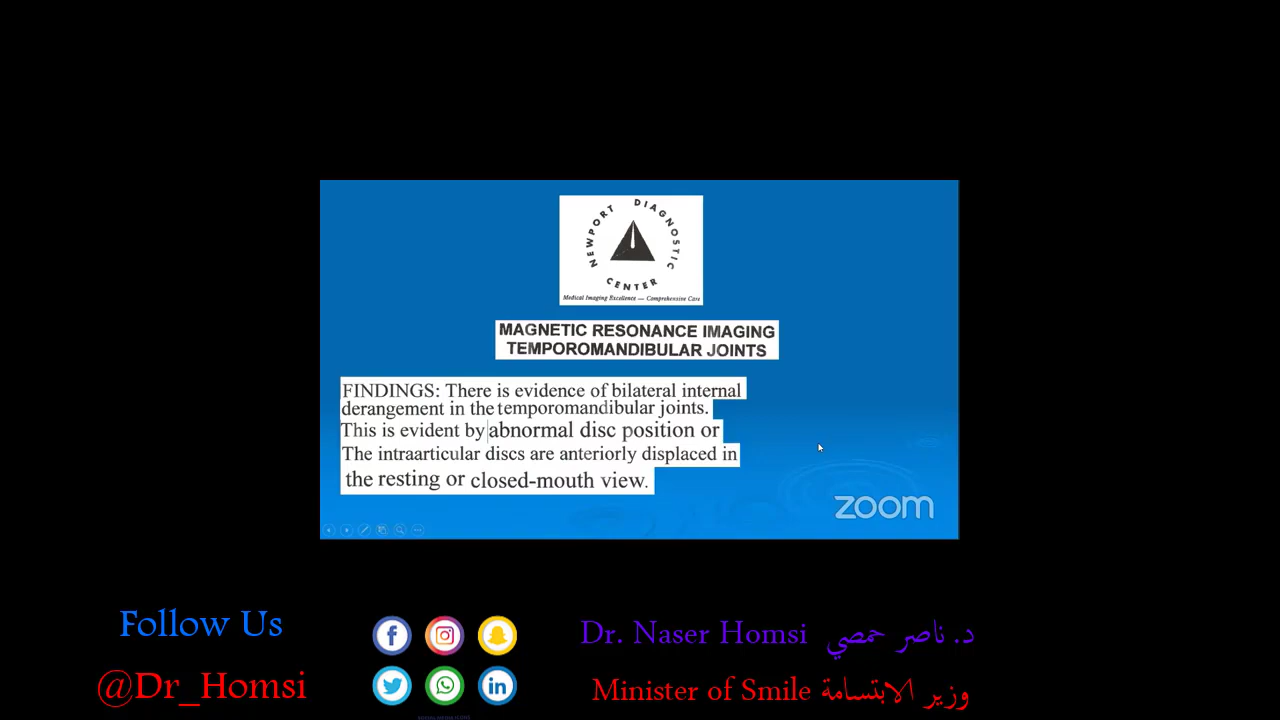 NEWPORT DIAGNOSTIC CENTER
Medical Imaging Excellence — Comprehensive Care
MAGNETIC RESONANCE IMAGING
TEMPOROMANDIBULAR JOINTS
FINDINGS: There is evidence of bilateral internal
derangement in the temporomandibular joints.
This is evident by abnormal disc position or
The intraarticular discs are anteriorly displaced in
the resting or closed-mouth view.
zoom
Follow Us
@Dr_Homsi
Dr. Naser Homsi د. ناصر حمصي
Minister of Smile وزير الابتسامة